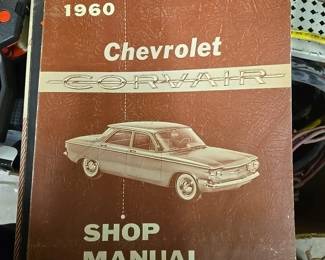 1960
Chevrolet
CORVAIR
SHOP
MANUAL